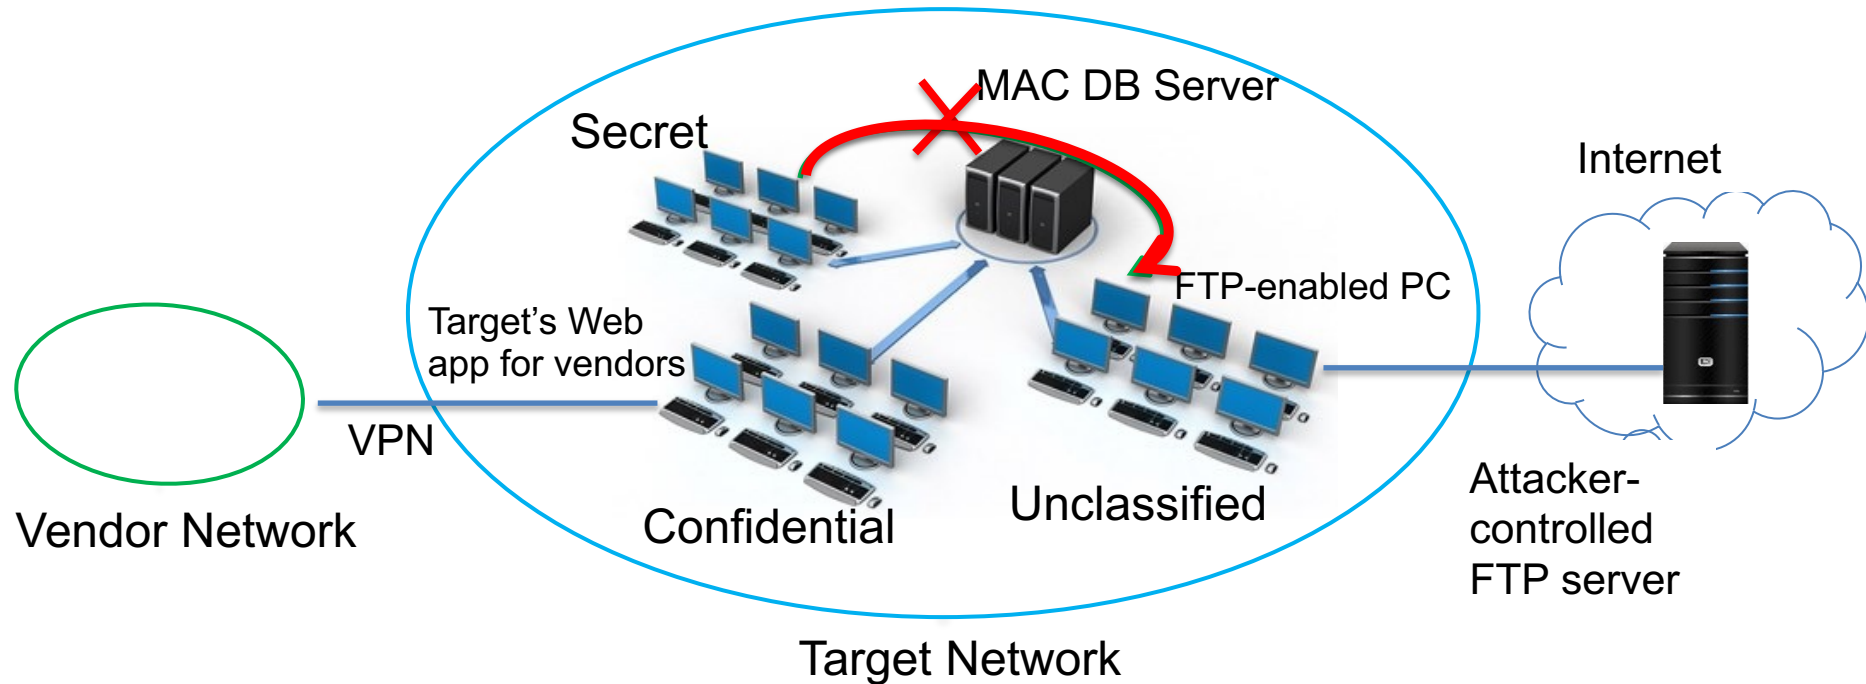 MAC DB Server
Secret
Internet
FTP-enabled PC
Target's Web
app for vendors
VPN
Vendor Network
Confidential
Unclassified
Attacker-
controlled
FTP server
Target Network